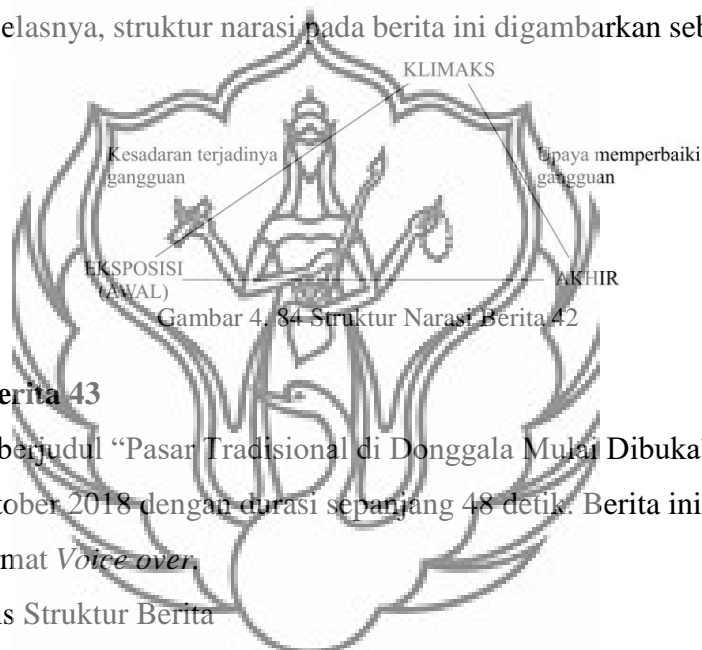 elasnya, struktur narasi pada berita ini digambarkan seb
KLIMAKS
Kesadaran terjadinya
gangguan
Upaya memperbaiki
gangguan
EKSPOSISI
(AWAL)
AKHIR
Gambar 4. 84 Struktur Narasi Berita 42
erita 43
berjudul “Pasar Tradisional di Donggala Mulai Dibuka”
tober 2018 dengan durasi sepanjang 48 detik. Berita ini
mat Voice over.
is Struktur Berita